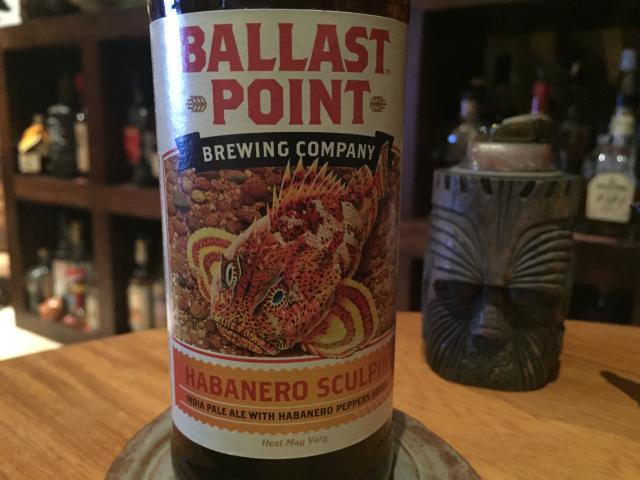 BALLAST
POINT
BREWING COMPANY
HABANERO SCULPIN
INDIA PALE ALE WITH HABANERO PEPPERS ADDED
Heat May Vary